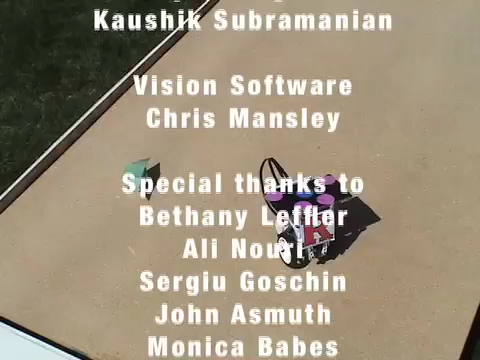 Kaushik Subramanian
Vision Software
Chris Mansley
Special thanks to
Bethany Leffler
Ali Nouri
Sergiu Goschin
John Asmuth
Monica Babes